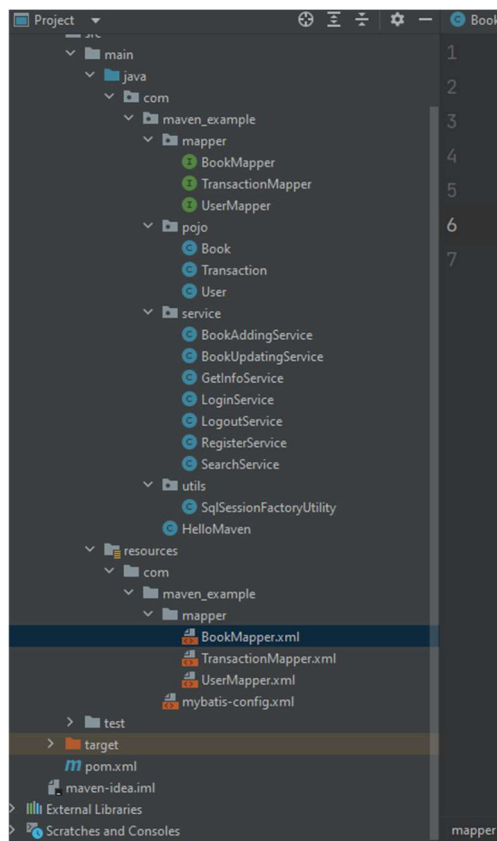 Project
Book
src
main
java
com
maven_example
mapper
BookMapper
TransactionMapper
UserMapper
pojo
Book
Transaction
User
service
BookAddingService
BookUpdatingService
GetInfoService
LoginService
LogoutService
RegisterService
SearchService
utils
SqlSessionFactoryUtility
HelloMaven
resources
com
maven_example
mapper
BookMapper.xml
TransactionMapper.xml
UserMapper.xml
mybatis-config.xml
test
target
pom.xml
maven-idea.iml
External Libraries
Scratches and Consoles
1
2
3
4
5
6
7
mapper